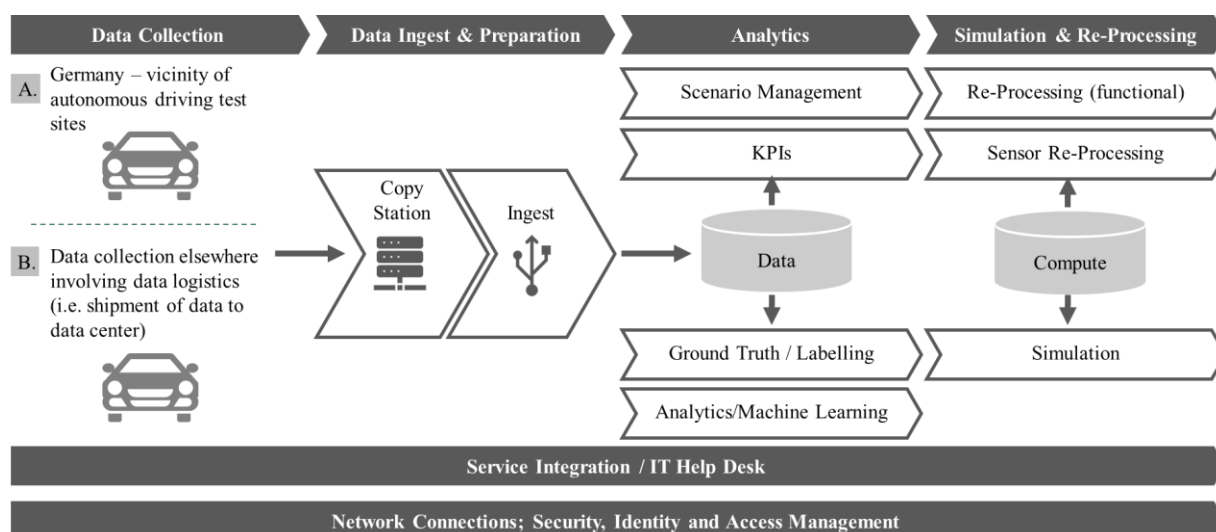 Data Collection
Data Ingest & Preparation
Analytics
Simulation & Re-Processing
A.
Germany – vicinity of
autonomous driving test
sites
B.
Data collection elsewhere
involving data logistics
(i.e. shipment of data to
data center)
Copy
Station
Ingest
Scenario Management
KPIs
Data
Ground Truth / Labelling
Analytics/Machine Learning
Re-Processing (functional)
Sensor Re-Processing
Compute
Simulation
Service Integration / IT Help Desk
Network Connections; Security, Identity and Access Management